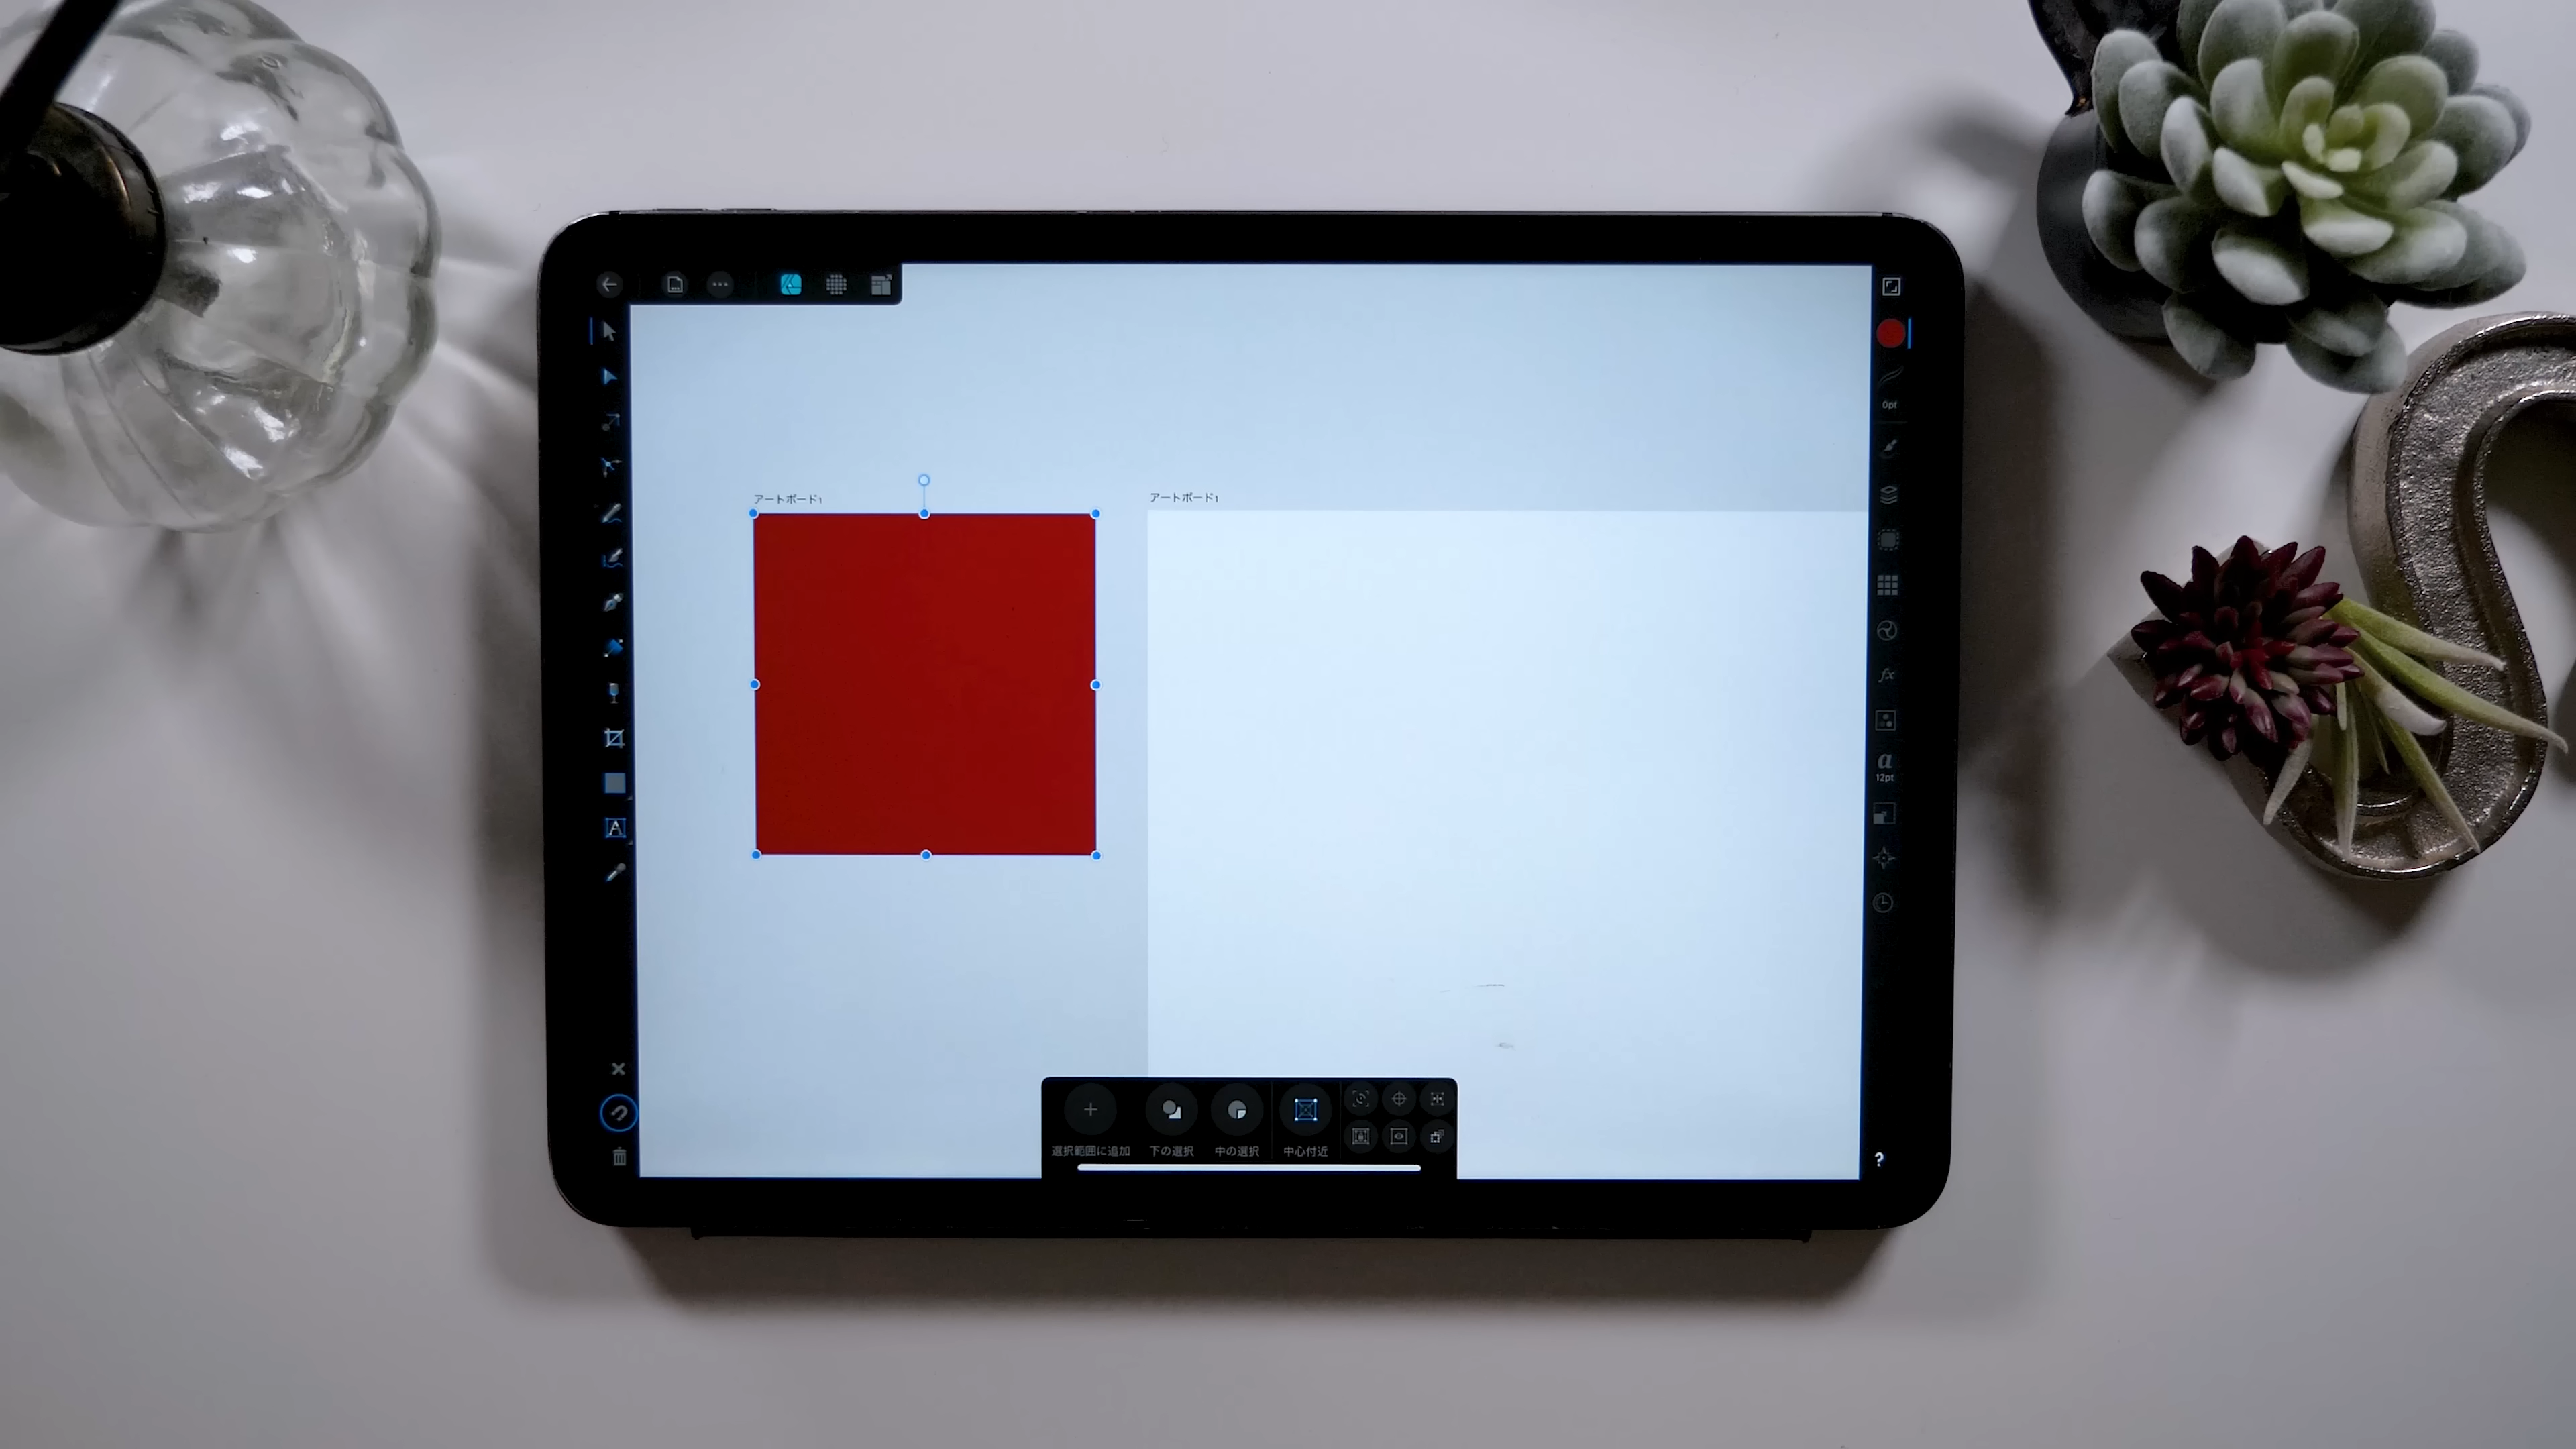 0pt
アートボード1
アートボード1
fx
a
12pt
A
選択範囲に追加
下の選択
中の選択
中心付近
?